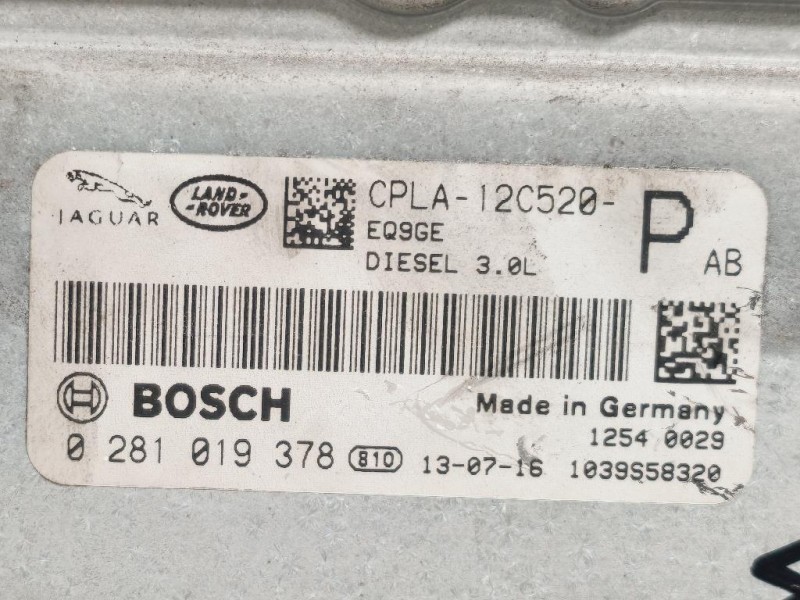 JAGUAR
LAND-
-ROVER
CPLA-12C520-
P
AB
EQ9GE
DIESEL 3.0L
BOSCH
Made in Germany
1254 0029
0 281 019 378 810 13-07-16 1039S58320